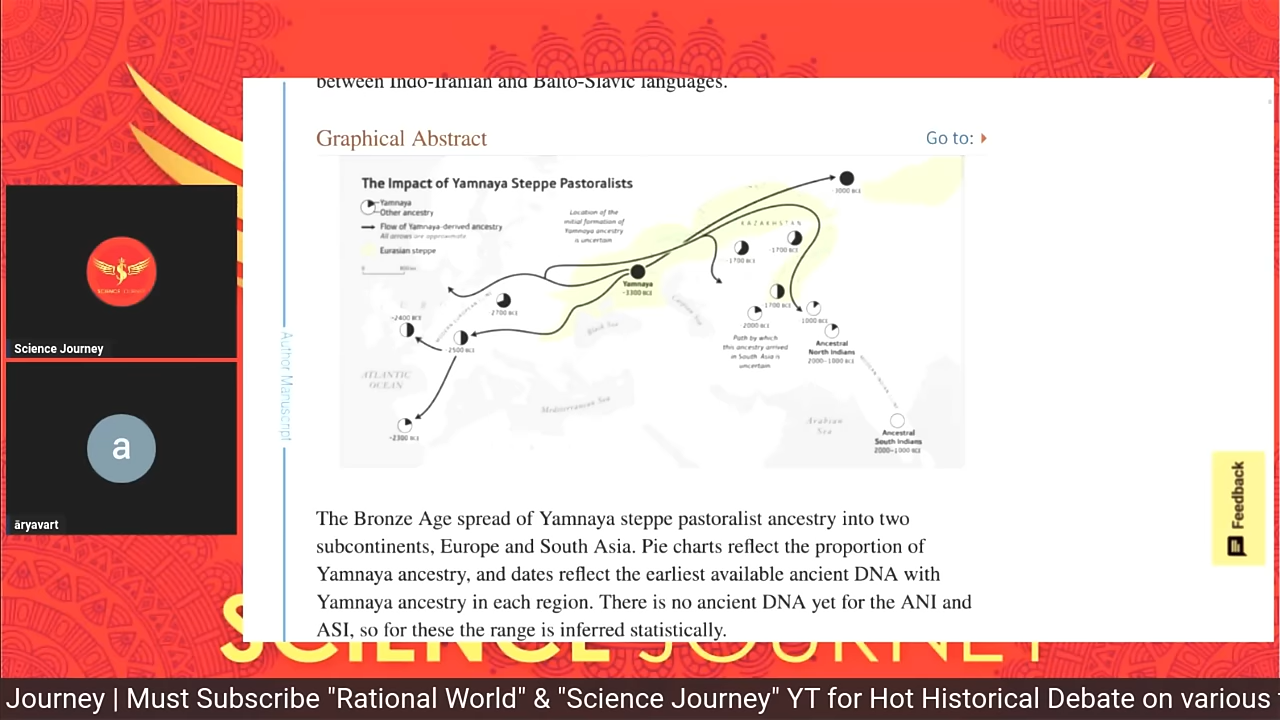 between Indo-Iranian and Balto-Slavic languages.
Graphical Abstract
Go to:
The Impact of Yamnaya Steppe Pastoralists
Yamnaya
Other ancestry
Flow of Yamnaya-derived ancestry
All arrows are approximate
Eurasian steppe
Location of the
initial formation of
Yamnaya ancestry
is uncertain
~3000 BCE
KAZAKHSTAN
~1700 BCE
~1700 BCE
Yamnaya
~3300 BCE
Caspian Sea
Black Sea
2700 BCE
~2400 BCE
~2500 BCE
1700 BCE
2000 BCE
1000 BCE
Path by which
this ancestry arrived
in South Asia is
uncertain
Ancestral
North Indians
2000–1000 BCE
ATLANTIC
OCEAN
Mediterranean Sea
Arabian
Sea
~2300 BCE
Ancestral
South Indians
2000–1000 BCE
Author Manuscript
The Bronze Age spread of Yamnaya steppe pastoralist ancestry into two
subcontinents, Europe and South Asia. Pie charts reflect the proportion of
Yamnaya ancestry, and dates reflect the earliest available ancient DNA with
Yamnaya ancestry in each region. There is no ancient DNA yet for the ANI and
ASI, so for these the range is inferred statistically.
Feedback
SCIENCE JOURNEY
Science Journey
a
āryavart
SCIENCE JOURNEY
Journey | Must Subscribe "Rational World" & "Science Journey" YT for Hot Historical Debate on various